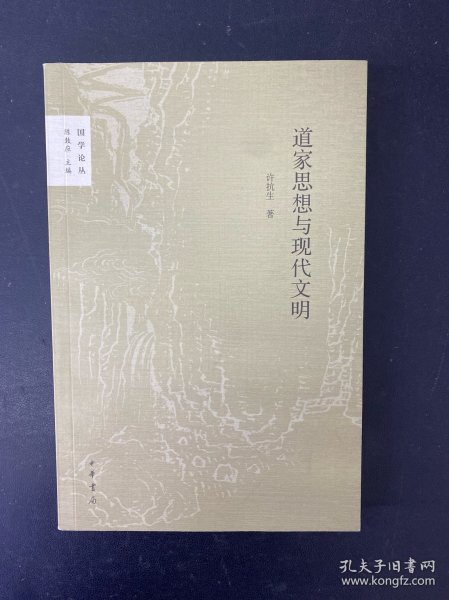 道家思想与现代文明
许抗生 著
国学论丛
陈鼓应 主编
中华书局
孔夫子旧书网
www.kongfz.com